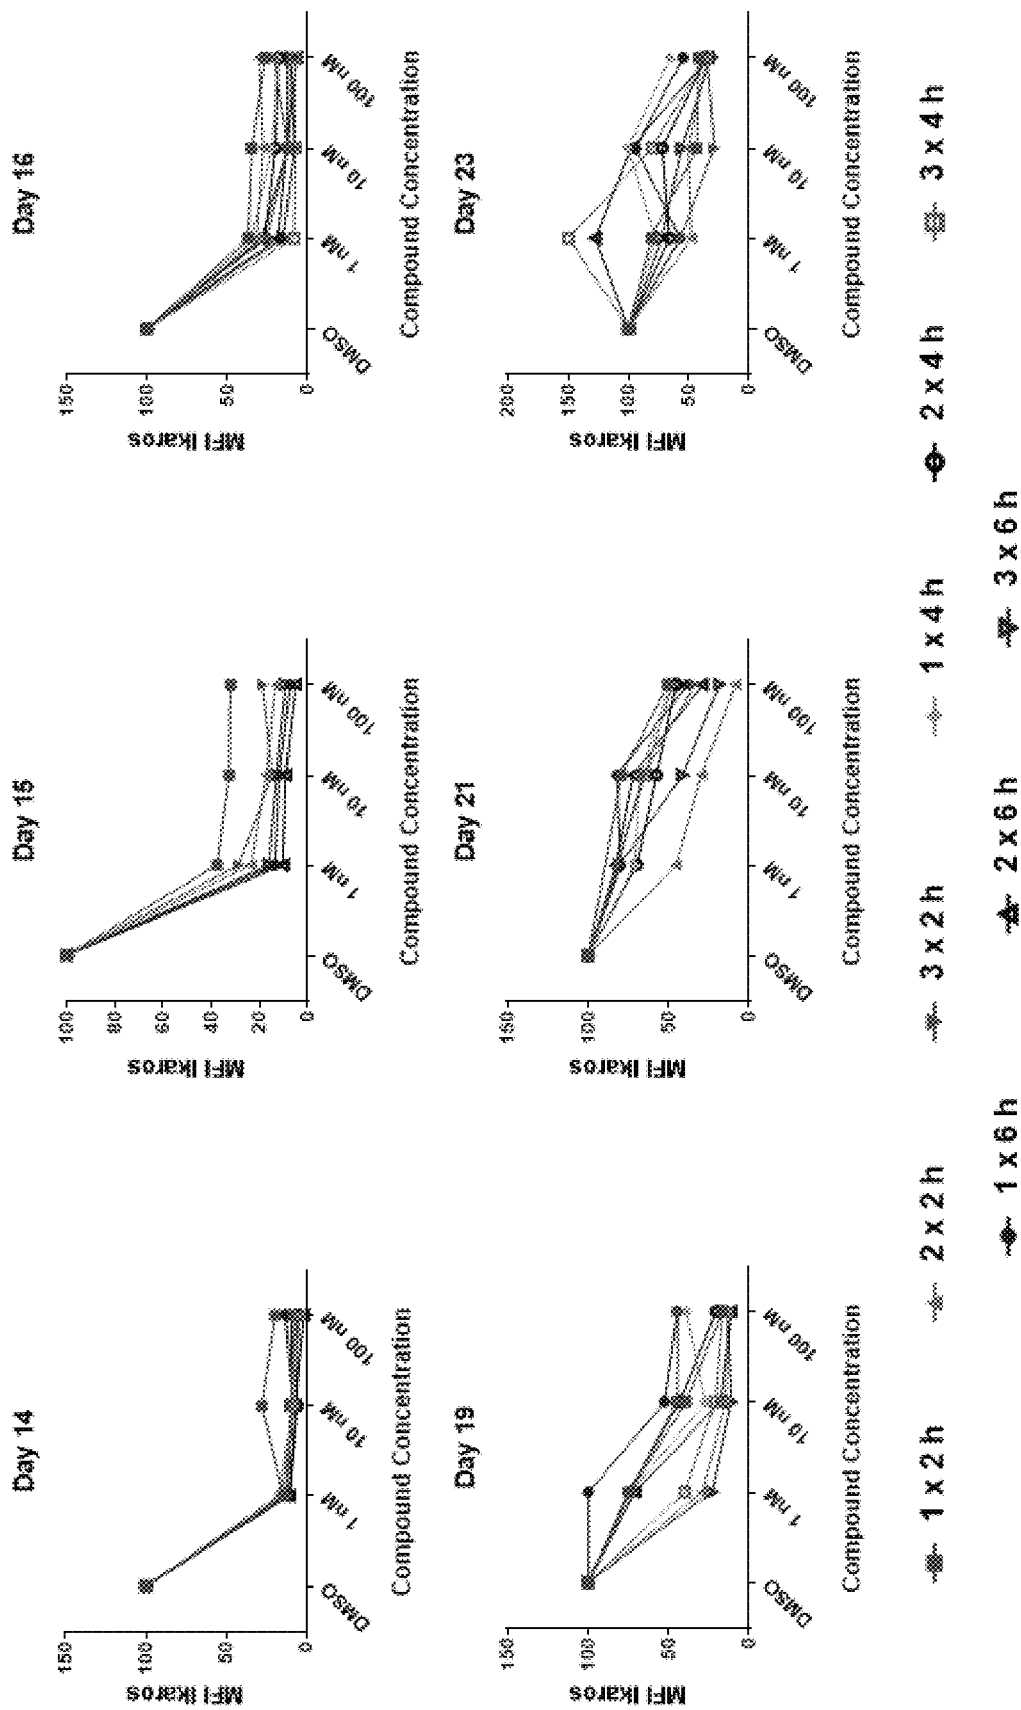 Day 14
MFI Ikaros
150
100
50
0
DMSO
1 nM
10 nM
100 nM
Compound Concentration
Day 15
MFI Ikaros
100
80
60
40
20
0
DMSO
1 nM
10 nM
100 nM
Compound Concentration
Day 16
MFI Ikaros
150
100
50
0
DMSO
1 nM
10 nM
100 nM
Compound Concentration
Day 19
MFI Ikaros
150
100
50
0
DMSO
1 nM
10 nM
100 nM
Compound Concentration
Day 21
MFI Ikaros
150
100
50
0
DMSO
1 nM
10 nM
100 nM
Compound Concentration
Day 23
MFI Ikaros
200
150
100
50
0
DMSO
1 nM
10 nM
100 nM
Compound Concentration
1 x 2 h
2 x 2 h
3 x 2 h
1 x 4 h
2 x 4 h
3 x 4 h
1 x 6 h
2 x 6 h
3 x 6 h